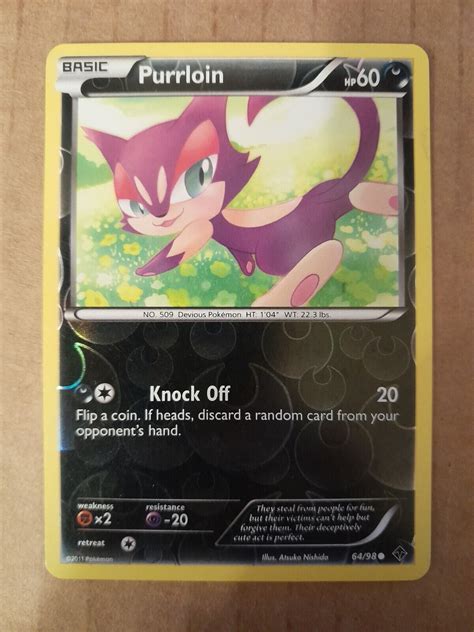 BASIC
Purrloin
HP60
NO. 509 Devious Pokémon HT: 1'04" WT: 22.3 lbs.
Knock Off 20
Flip a coin. If heads, discard a random card from your
opponent's hand.
weakness
×2
resistance
-20
retreat
They steal from people for fun,
but their victims can't help but
forgive them. Their deceptively
cute act is perfect.
©2011 Pokémon
Illus. Atsuko Nishida
64/98